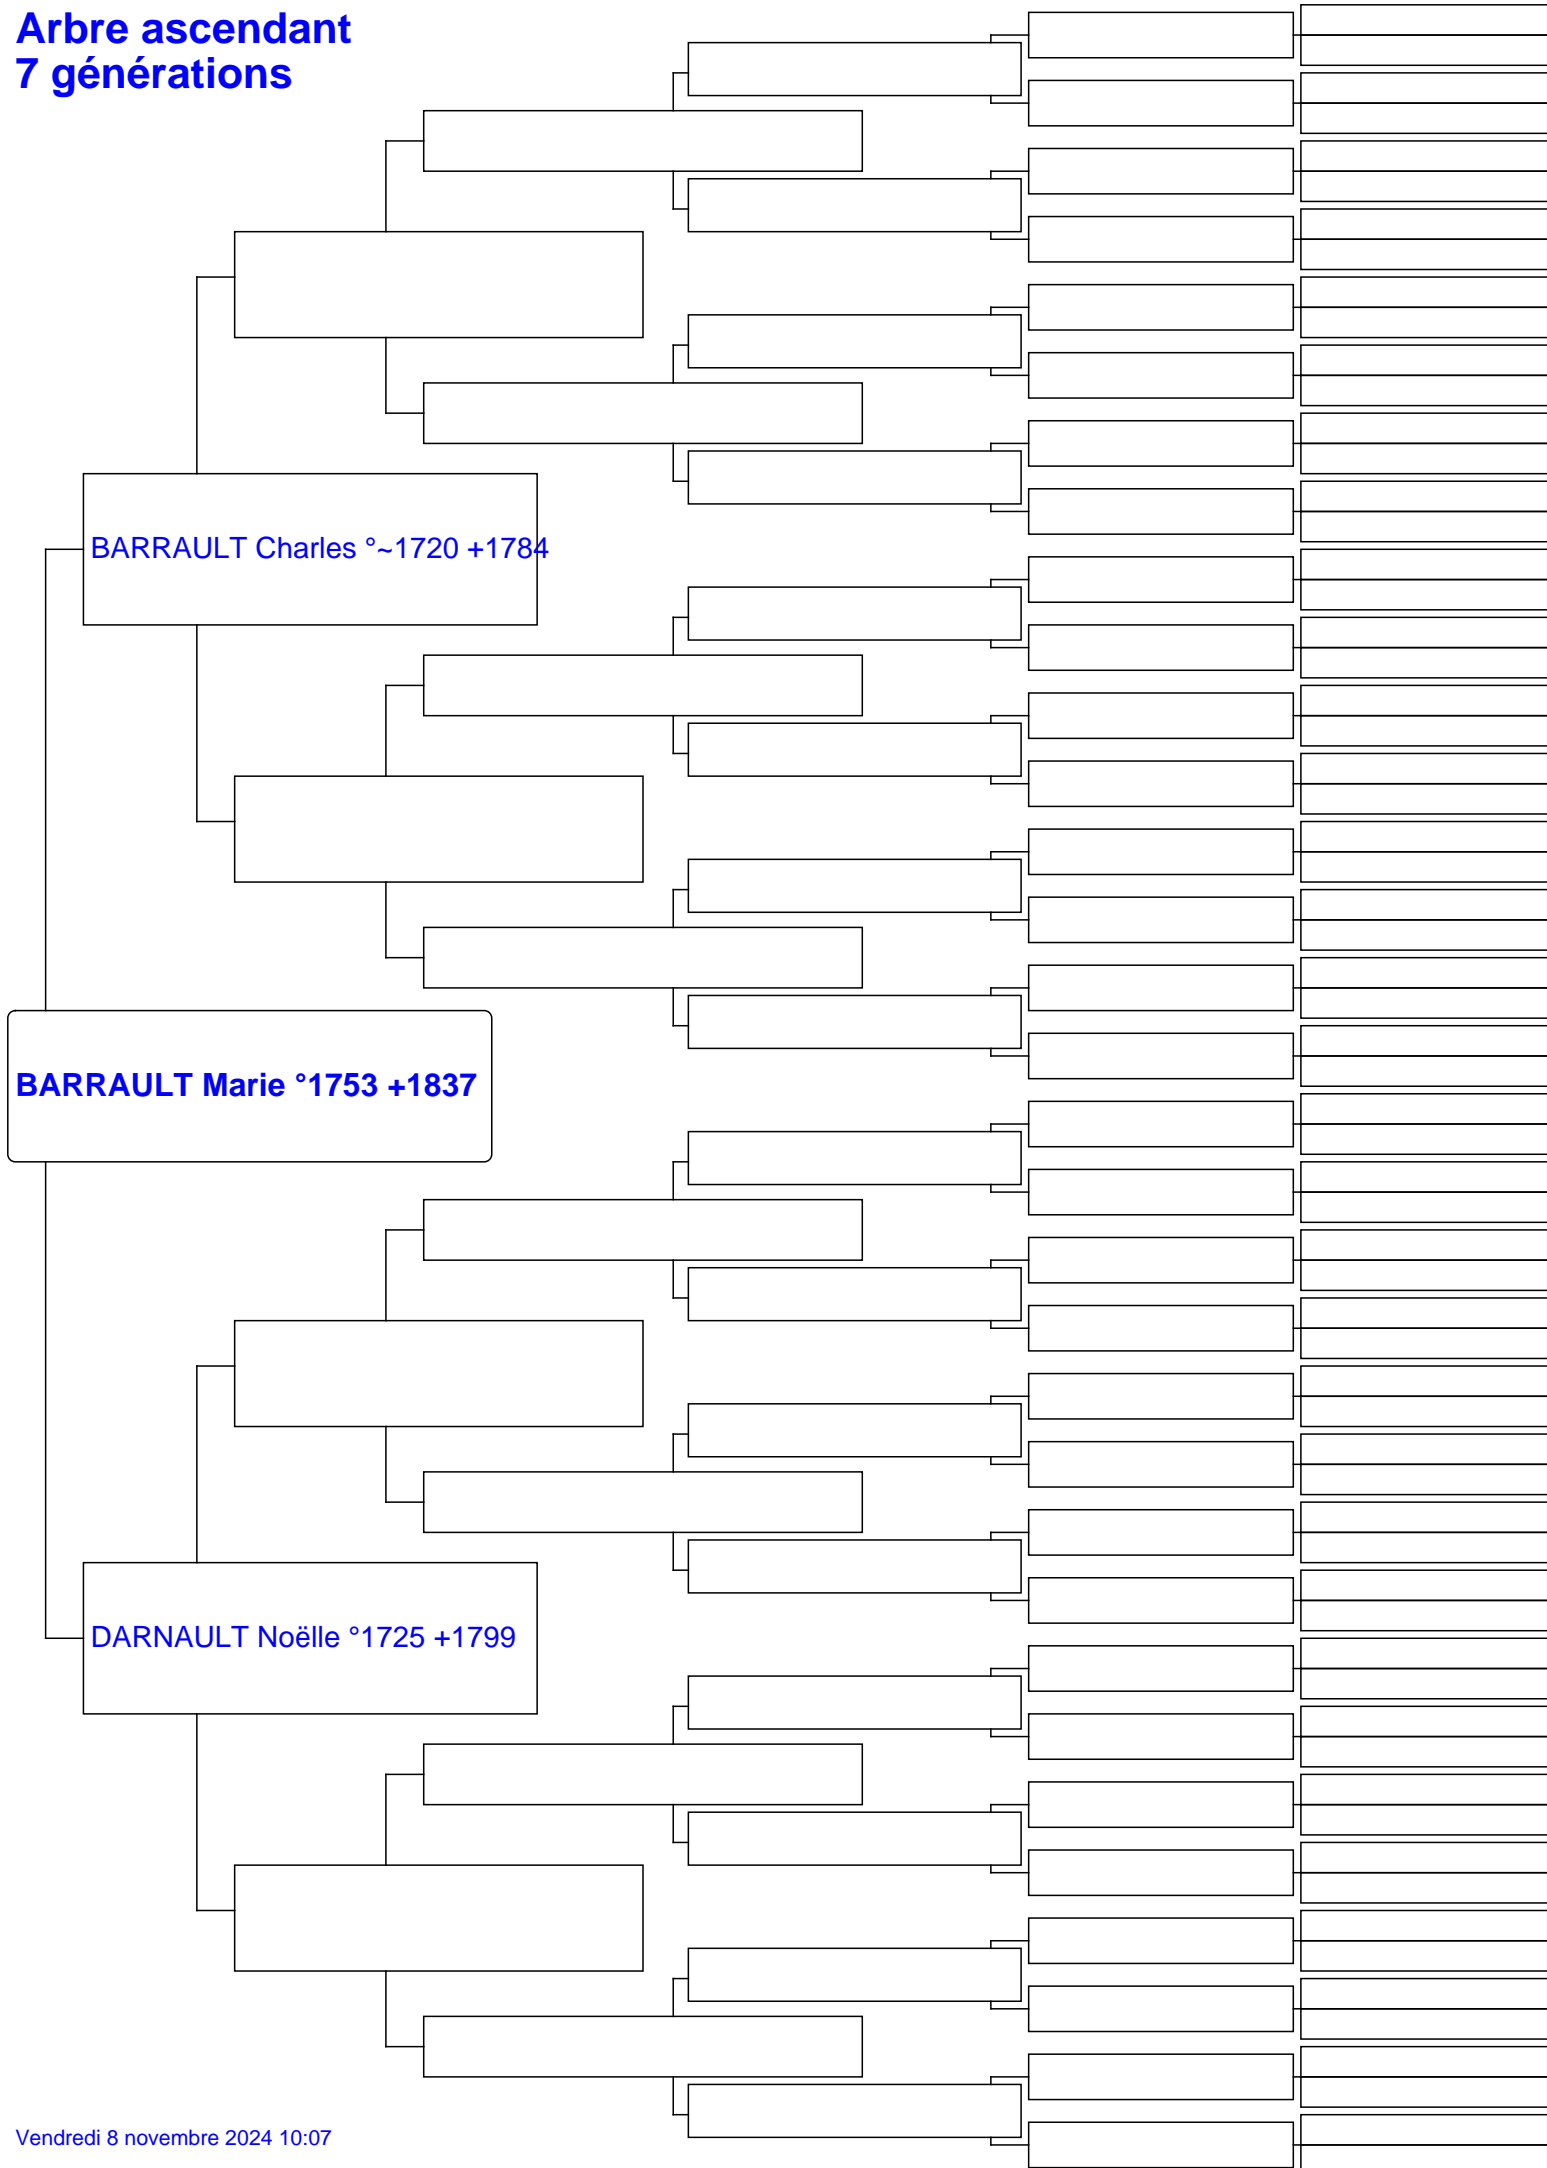 Arbre ascendant
7 générations
BARRAULT Charles °~1720 +1784
BARRAULT Marie °1753 +1837
DARNAULT Noëlle °1725 +1799
Vendredi 8 novembre 2024 10:07